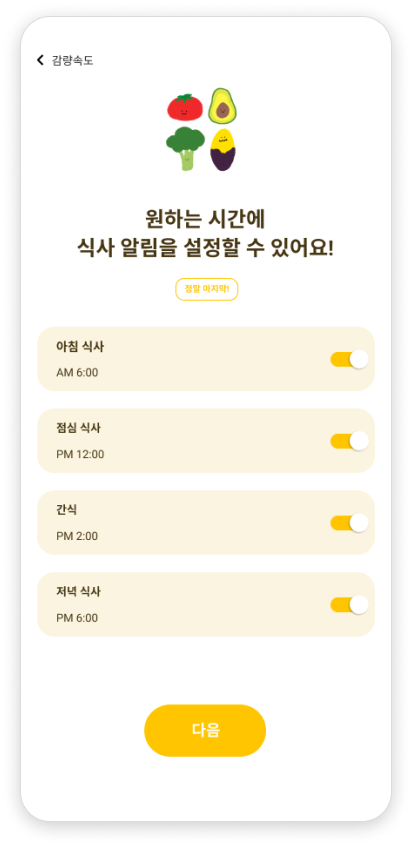 감량속도
원하는 시간에
식사 알림을 설정할 수 있어요!
정말 마지막!
아침 식사
AM 6:00
점심 식사
PM 12:00
간식
PM 2:00
저녁 식사
PM 6:00
다음